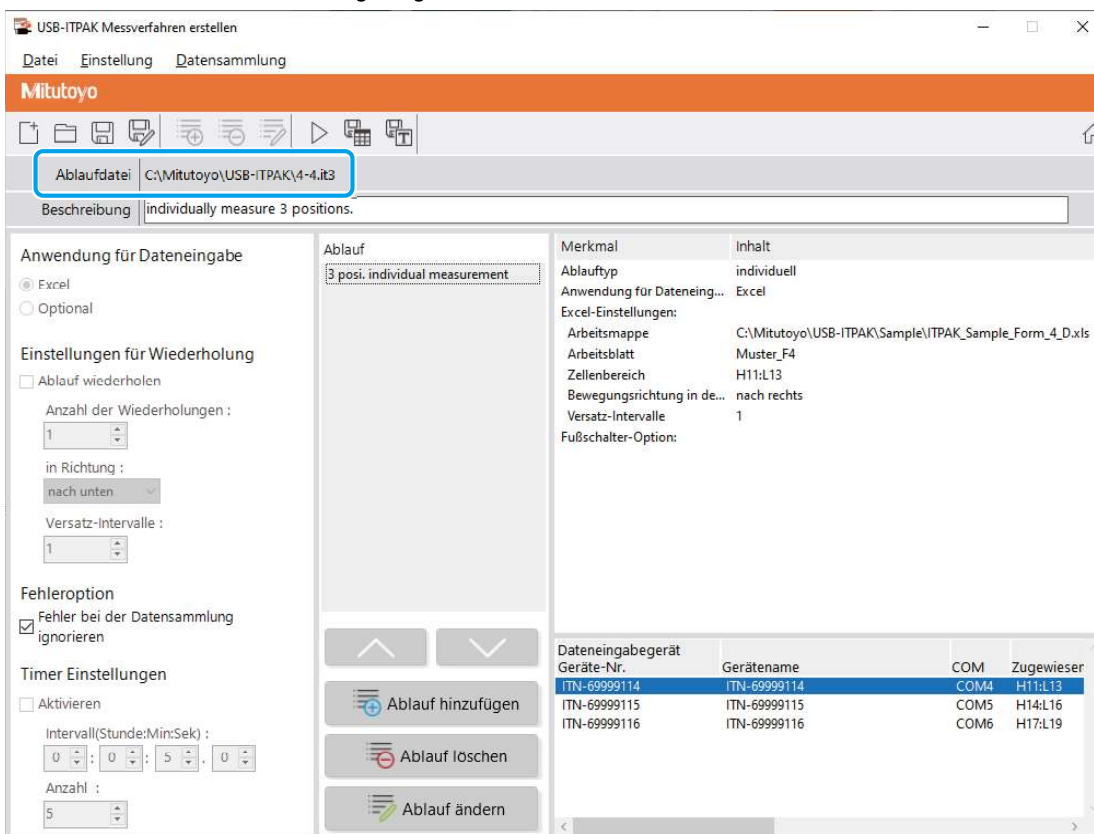 USB-ITPAK Messverfahren erstellen
Datei Einstellung Datensammlung
Mitutoyo
Ablaufdatei C:\Mitutoyo\USB-ITPAK\4-4.it3
Beschreibung individually measure 3 positions.
Anwendung für Dateneingabe
Excel
Optional
Einstellungen für Wiederholung
Ablauf wiederholen
Anzahl der Wiederholungen :
1
in Richtung :
nach unten
Versatz-Intervalle :
1
Fehleroption
Fehler bei der Datensammlung
ignorieren
Timer Einstellungen
Aktivieren
Intervall(Stunde:Min:Sek) :
0 : 0 : 5 . 0
Anzahl :
5
Ablauf
3 posi. individual measurement
Ablauf hinzufügen
Ablauf löschen
Ablauf ändern
Merkmal Inhalt
Ablauftyp individuell
Anwendung für Dateneing... Excel
Excel-Einstellungen:
Arbeitsmappe C:\Mitutoyo\USB-ITPAK\Sample\ITPAK_Sample_Form_4_D.xls
Arbeitsblatt Muster_F4
Zellenbereich H11:L13
Bewegungsrichtung in de... nach rechts
Versatz-Intervalle 1
Fußschalter-Option:
Dateneingabegerät
Geräte-Nr. Gerätename COM Zugewieser
ITN-69999114 ITN-69999114 COM4 H11:L13
ITN-69999115 ITN-69999115 COM5 H14:L16
ITN-69999116 ITN-69999116 COM6 H17:L19